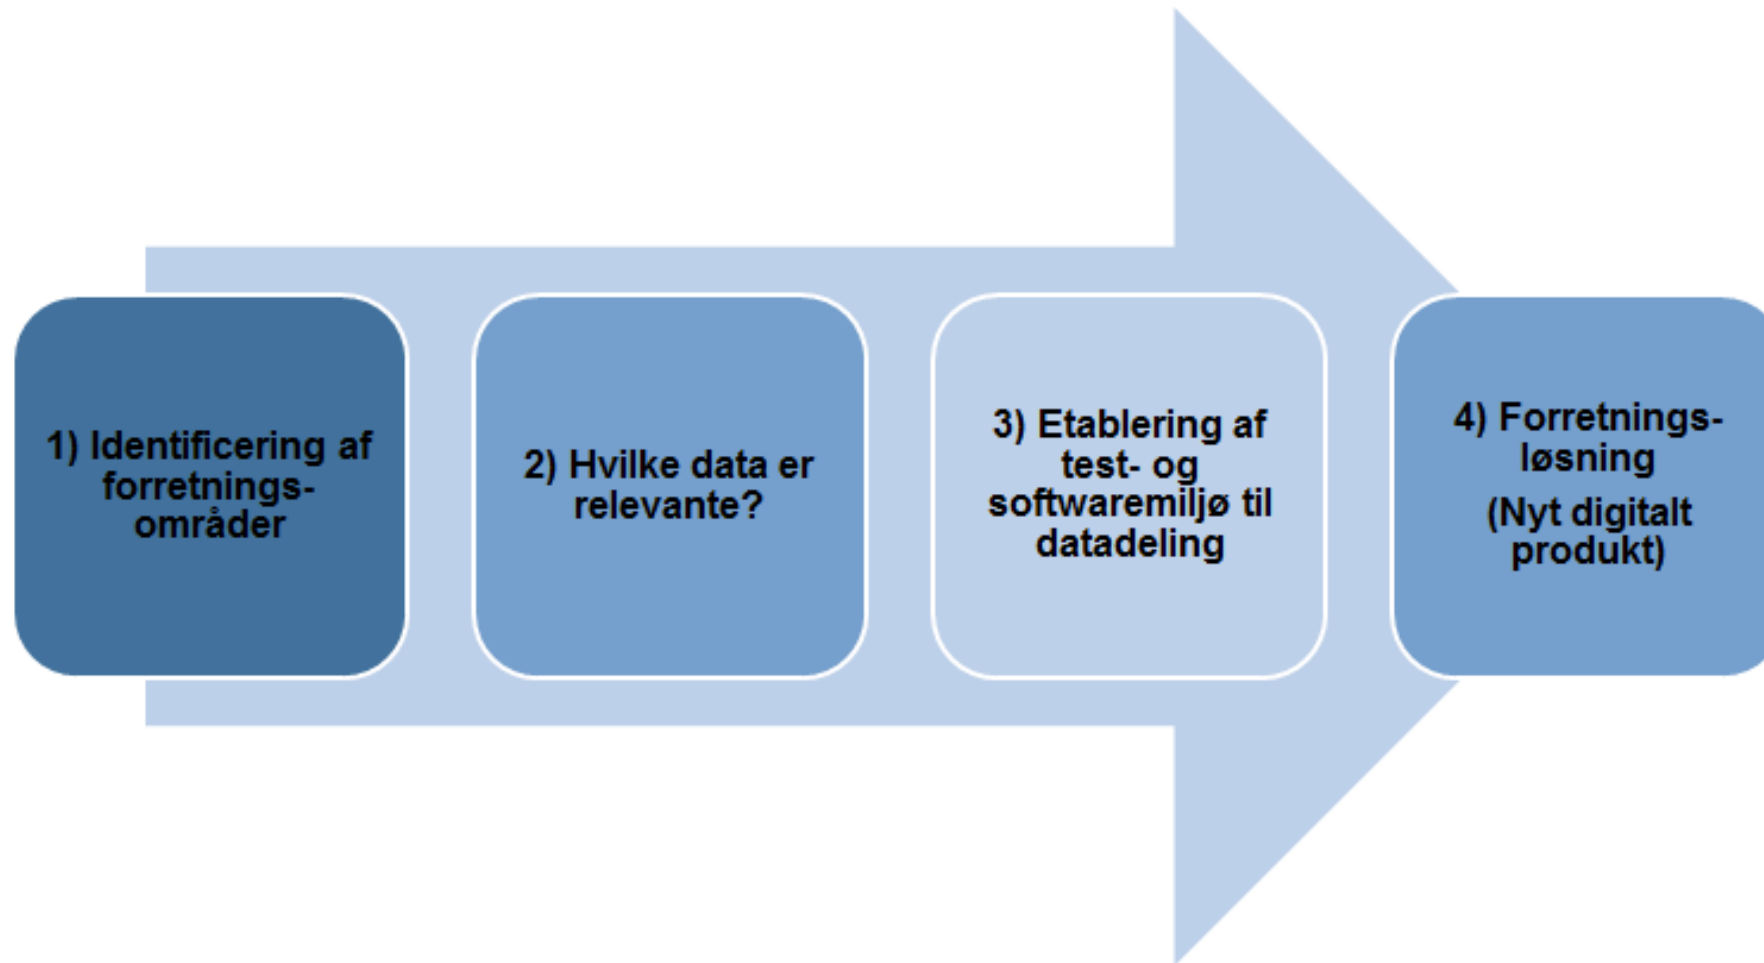 1) Identificering af
forretnings-
områder
2) Hvilke data er
relevante?
3) Etablering af
test- og
softwaremiljø til
datadeling
4) Forretnings-
løsning
(Nyt digitalt
produkt)